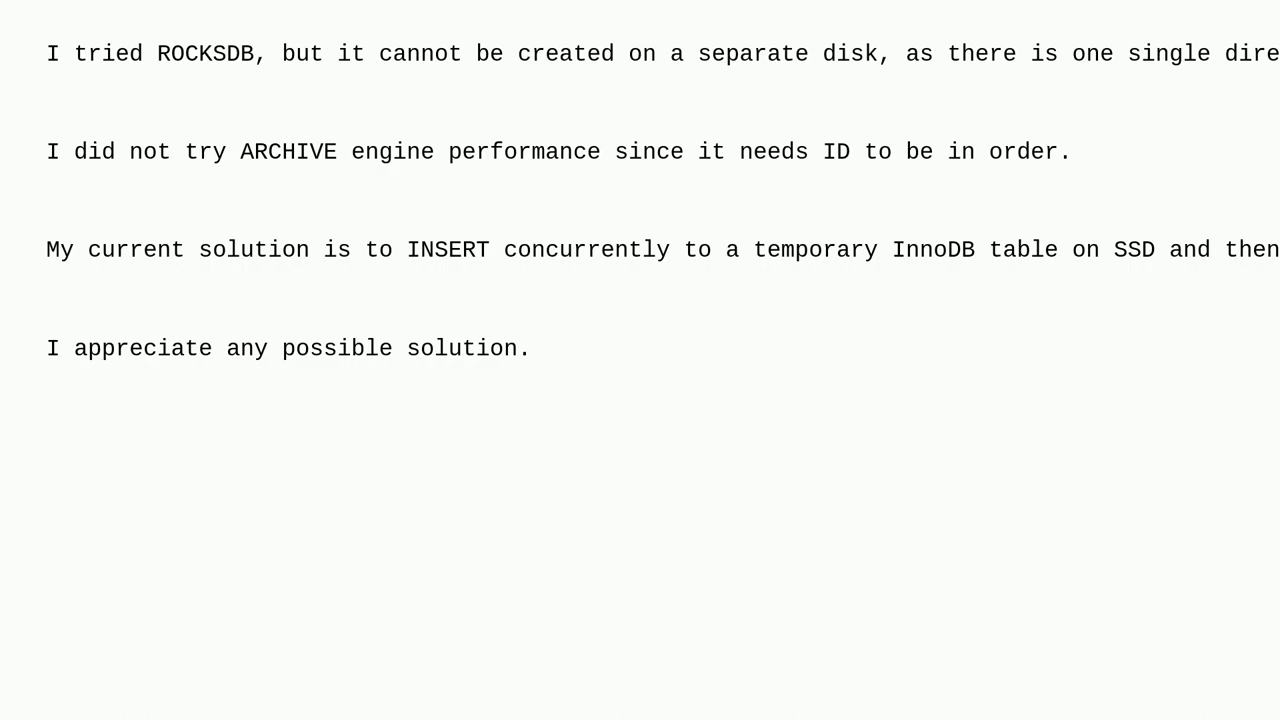 I tried ROCKSDB, but it cannot be created on a separate disk, as there is one single dire
I did not try ARCHIVE engine performance since it needs ID to be in order.
My current solution is to INSERT concurrently to a temporary InnoDB table on SSD and then
I appreciate any possible solution.